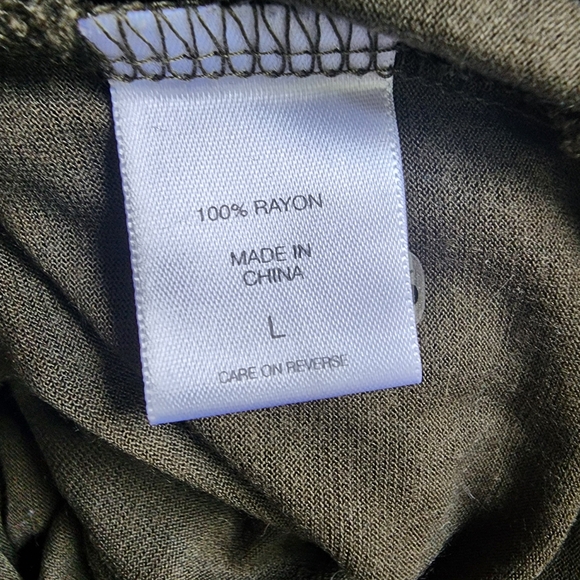 100% RAYON
MADE IN
CHINA
L
CARE ON REVERSE